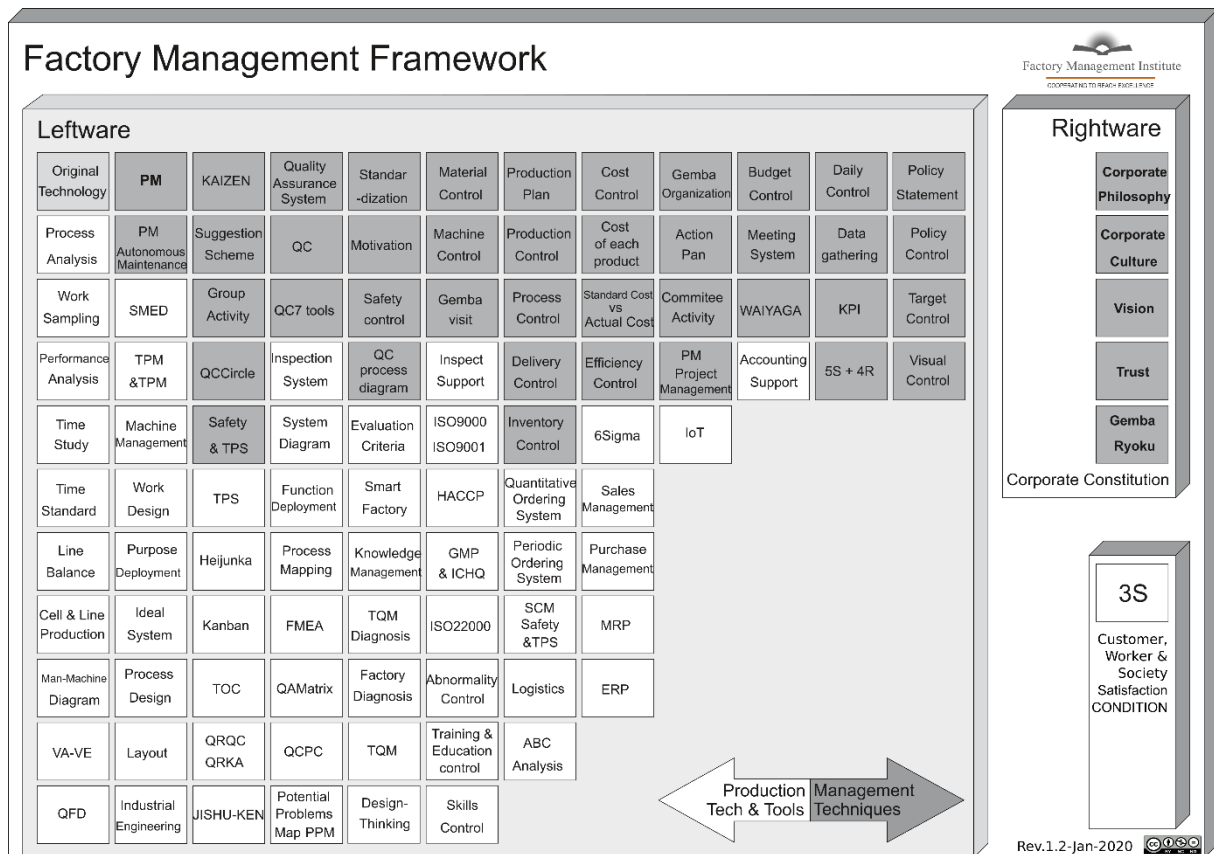 Factory Management Framework
Factory Management Institute
COOPERATING TO REACH EXCELLENCE
Leftware
Original
Technology
PM
KAIZEN
Quality
Assurance
System
Standar
-dization
Material
Control
Production
Plan
Cost
Control
Gemba
Organization
Budget
Control
Daily
Control
Policy
Statement
Process
Analysis
PM
Autonomous
Maintenance
Suggestion
Scheme
QC
Motivation
Machine
Control
Production
Control
Cost
of each
product
Action
Pan
Meeting
System
Data
gathering
Policy
Control
Work
Sampling
SMED
Group
Activity
QC7 tools
Safety
control
Gemba
visit
Process
Control
Standard Cost
vs
Actual Cost
Commitee
Activity
WAIYAGA
KPI
Target
Control
Performance
Analysis
TPM
&TPM
QCCircle
Inspection
System
QC
process
diagram
Inspect
Support
Delivery
Control
Efficiency
Control
PM
Project
Management
Accounting
Support
5S + 4R
Visual
Control
Time
Study
Machine
Management
Safety
& TPS
System
Diagram
Evaluation
Criteria
ISO9000
ISO9001
Inventory
Control
6Sigma
IoT
Time
Standard
Work
Design
TPS
Function
Deployment
Smart
Factory
HACCP
Quantitative
Ordering
System
Sales
Management
Line
Balance
Purpose
Deployment
Heijunka
Process
Mapping
Knowledge
Management
GMP
& ICHQ
Periodic
Ordering
System
Purchase
Management
Cell & Line
Production
Ideal
System
Kanban
FMEA
TQM
Diagnosis
ISO22000
SCM
Safety
&TPS
MRP
Man-Machine
Diagram
Process
Design
TOC
QAMatrix
Factory
Diagnosis
Abnormality
Control
Logistics
ERP
VA-VE
Layout
QRQC
QRKA
QCPC
TQM
Training &
Education
control
ABC
Analysis
QFD
Industrial
Engineering
JISHU-KEN
Potential
Problems
Map PPM
Design-
Thinking
Skills
Control
Production
Tech & Tools
Management
Techniques
Rightware
Corporate
Philosophy
Corporate
Culture
Vision
Trust
Gemba
Ryoku
Corporate Constitution
3S
Customer,
Worker &
Society
Satisfaction
CONDITION
Rev.1.2-Jan-2020
BY NC ND